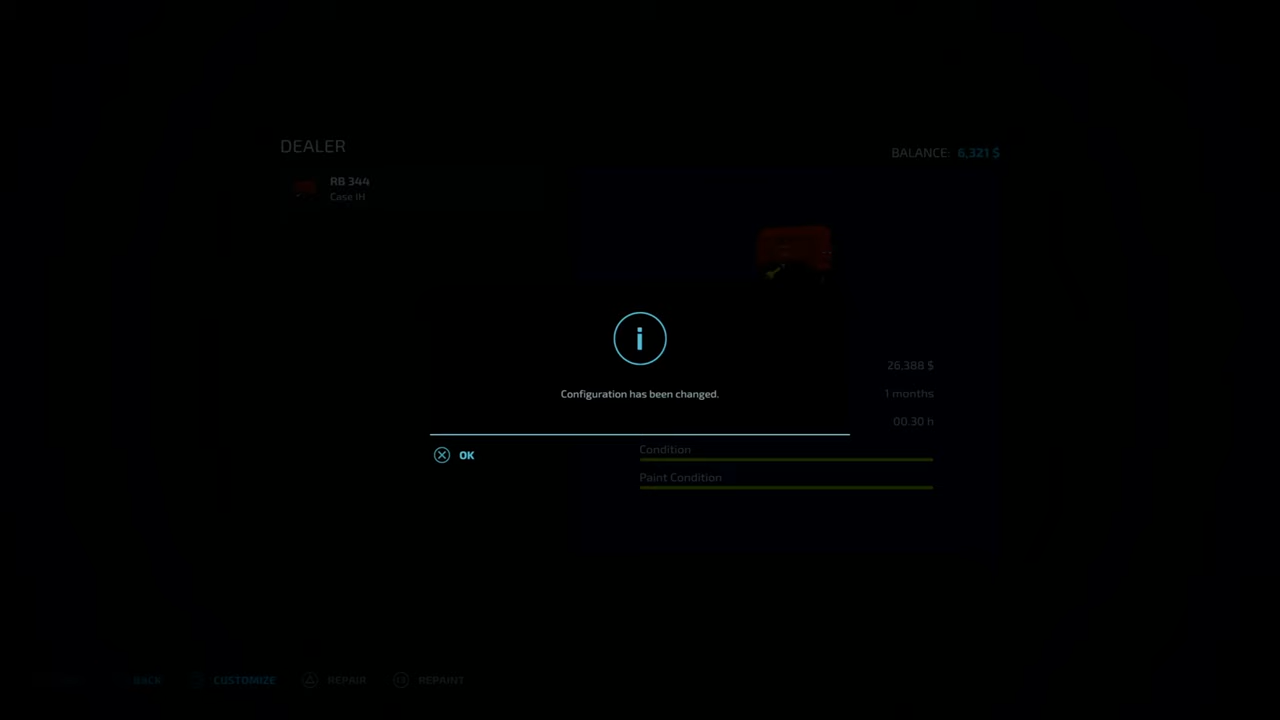 DEALER
BALANCE: 6,321 $
RB 344
Case IH
i
Configuration has been changed.
OK
26,388 $
1 months
00.30 h
Condition
Paint Condition
BACK
CUSTOMIZE
REPAIR
REPAINT